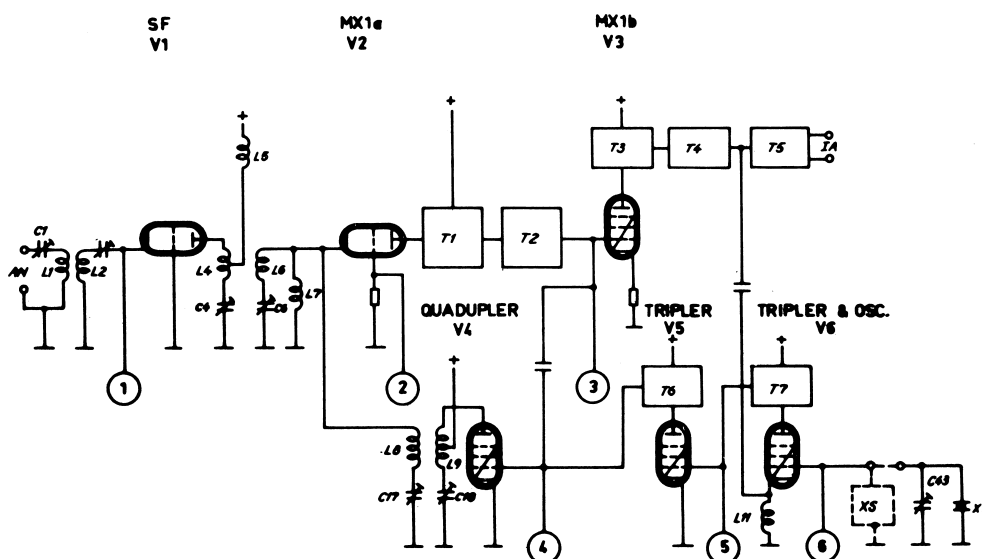 SF
V1
MX1a
V2
MX1b
V3
+
+
+
L5
T3
T4
T5
IA
C1
AN
L1
L2
L4
C4
L6
C6
L7
T1
T2
QUADUPLER
V4
TRIPLER
V5
TRIPLER & OSC.
V6
+
+
+
1
2
3
T6
T7
L8
L9
C17
C18
L11
XS
C43
X
4
5
6